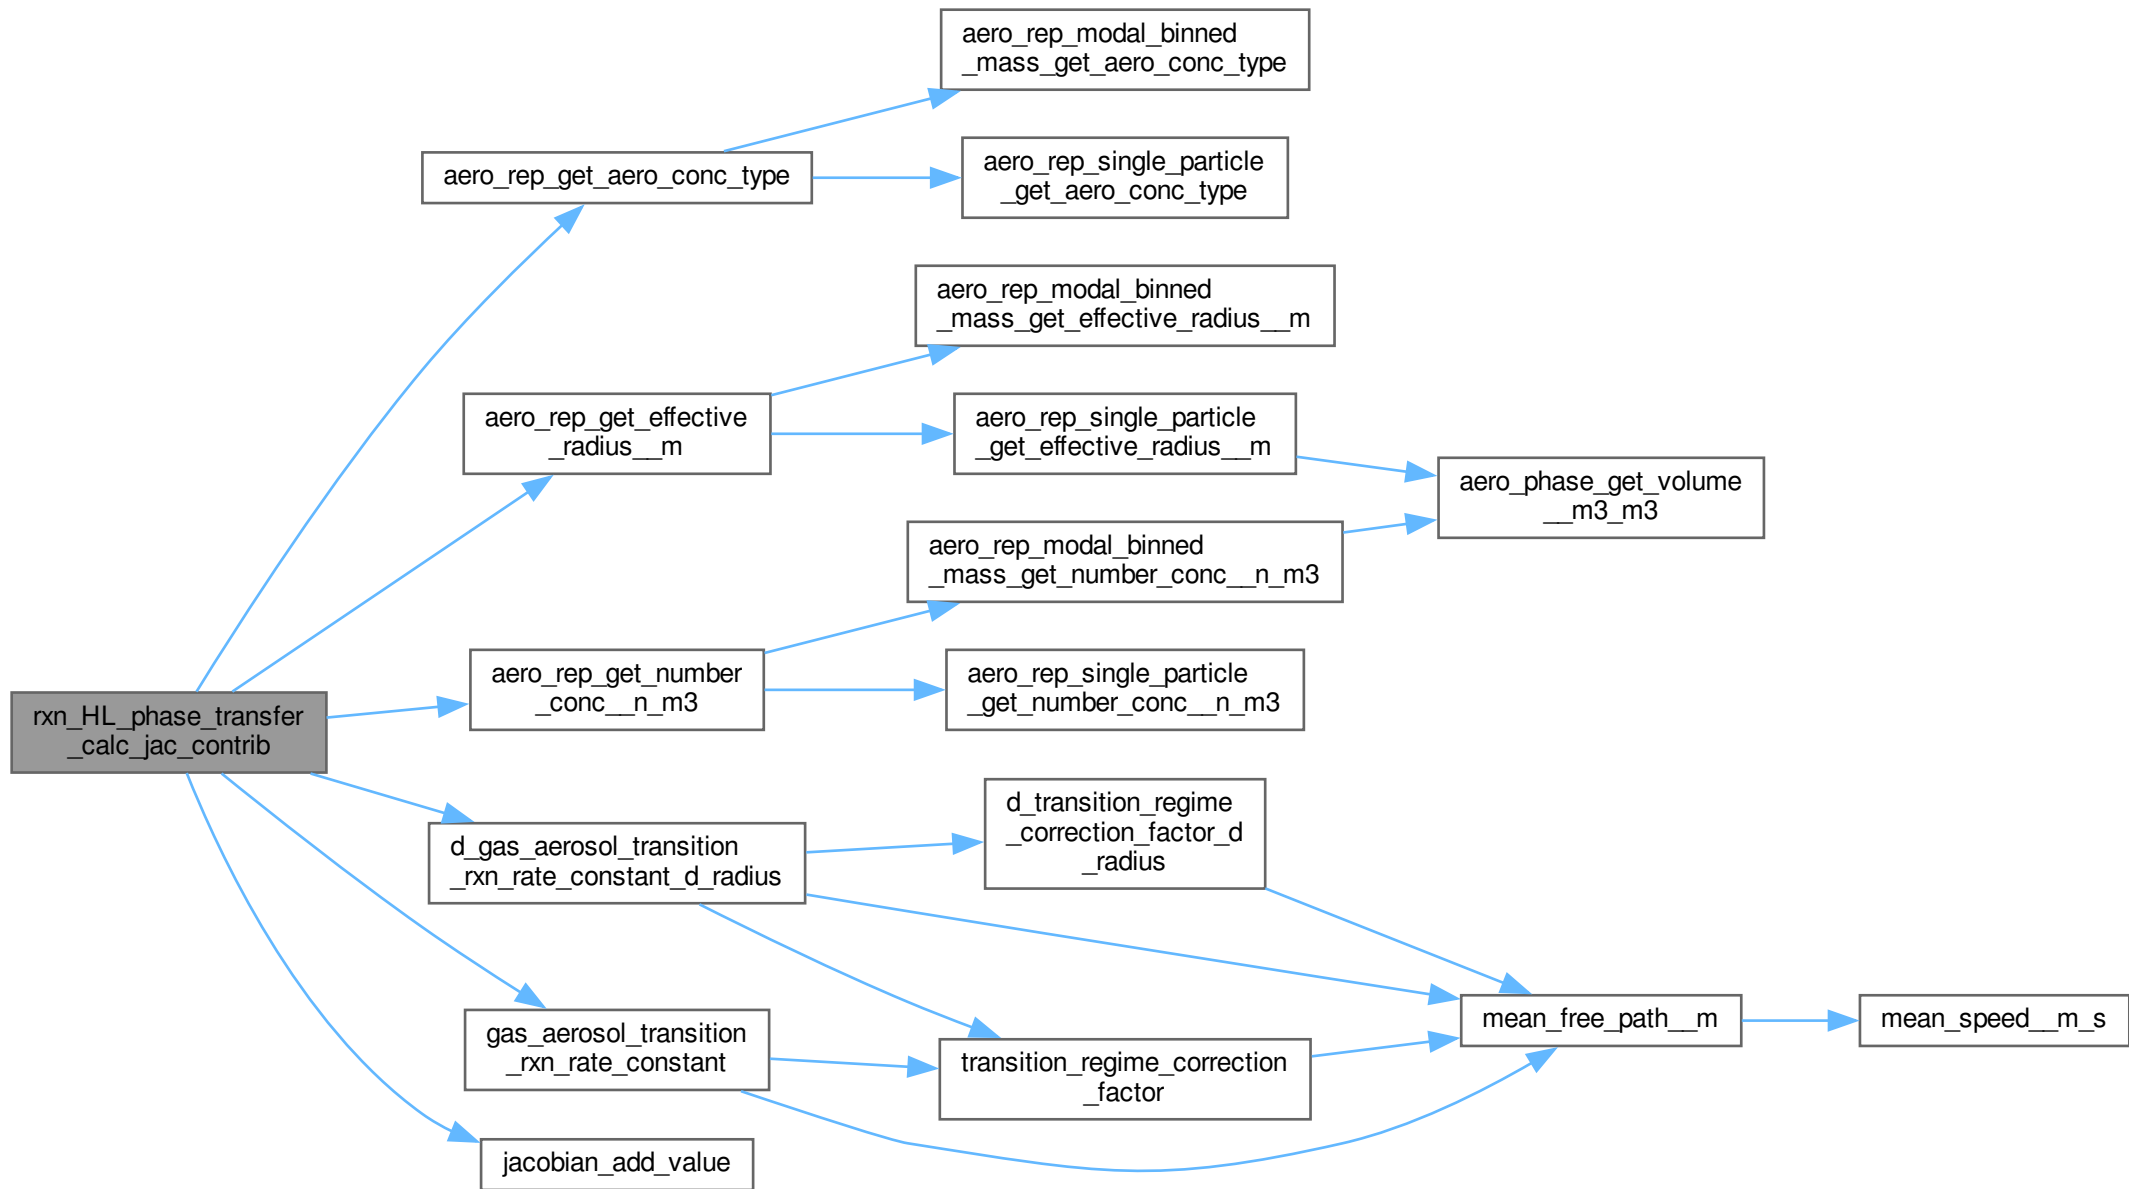 aero_rep_modal_binned
_mass_get_aero_conc_type
aero_rep_get_aero_conc_type
aero_rep_single_particle
_get_aero_conc_type
aero_rep_modal_binned
_mass_get_effective_radius__m
aero_rep_get_effective
_radius__m
aero_rep_single_particle
_get_effective_radius__m
aero_phase_get_volume
__m3_m3
aero_rep_modal_binned
_mass_get_number_conc__n_m3
aero_rep_get_number
_conc__n_m3
aero_rep_single_particle
_get_number_conc__n_m3
rxn_HL_phase_transfer
_calc_jac_contrib
d_transition_regime
_correction_factor_d
_radius
d_gas_aerosol_transition
_rxn_rate_constant_d_radius
mean_free_path__m
mean_speed__m_s
gas_aerosol_transition
_rxn_rate_constant
transition_regime_correction
_factor
jacobian_add_value